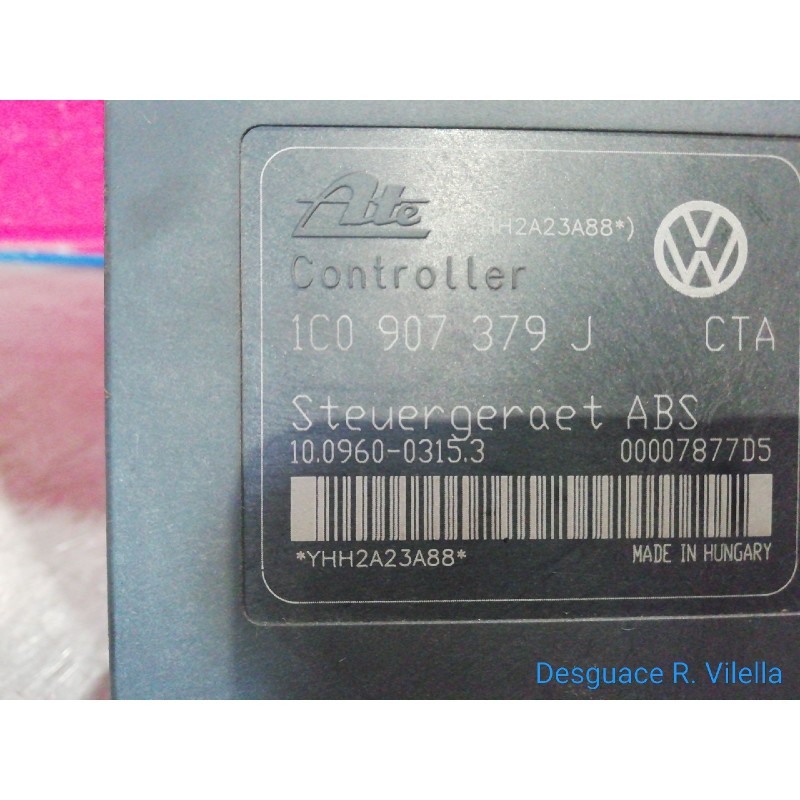 Ate
HH2A23A88*)
Controller
1C0 907 379 J CTA
Steuergeraet ABS
10.0960-0315.3 00007877D5
*YHH2A23A88*
MADE IN HUNGARY
Desguace R. Vilella